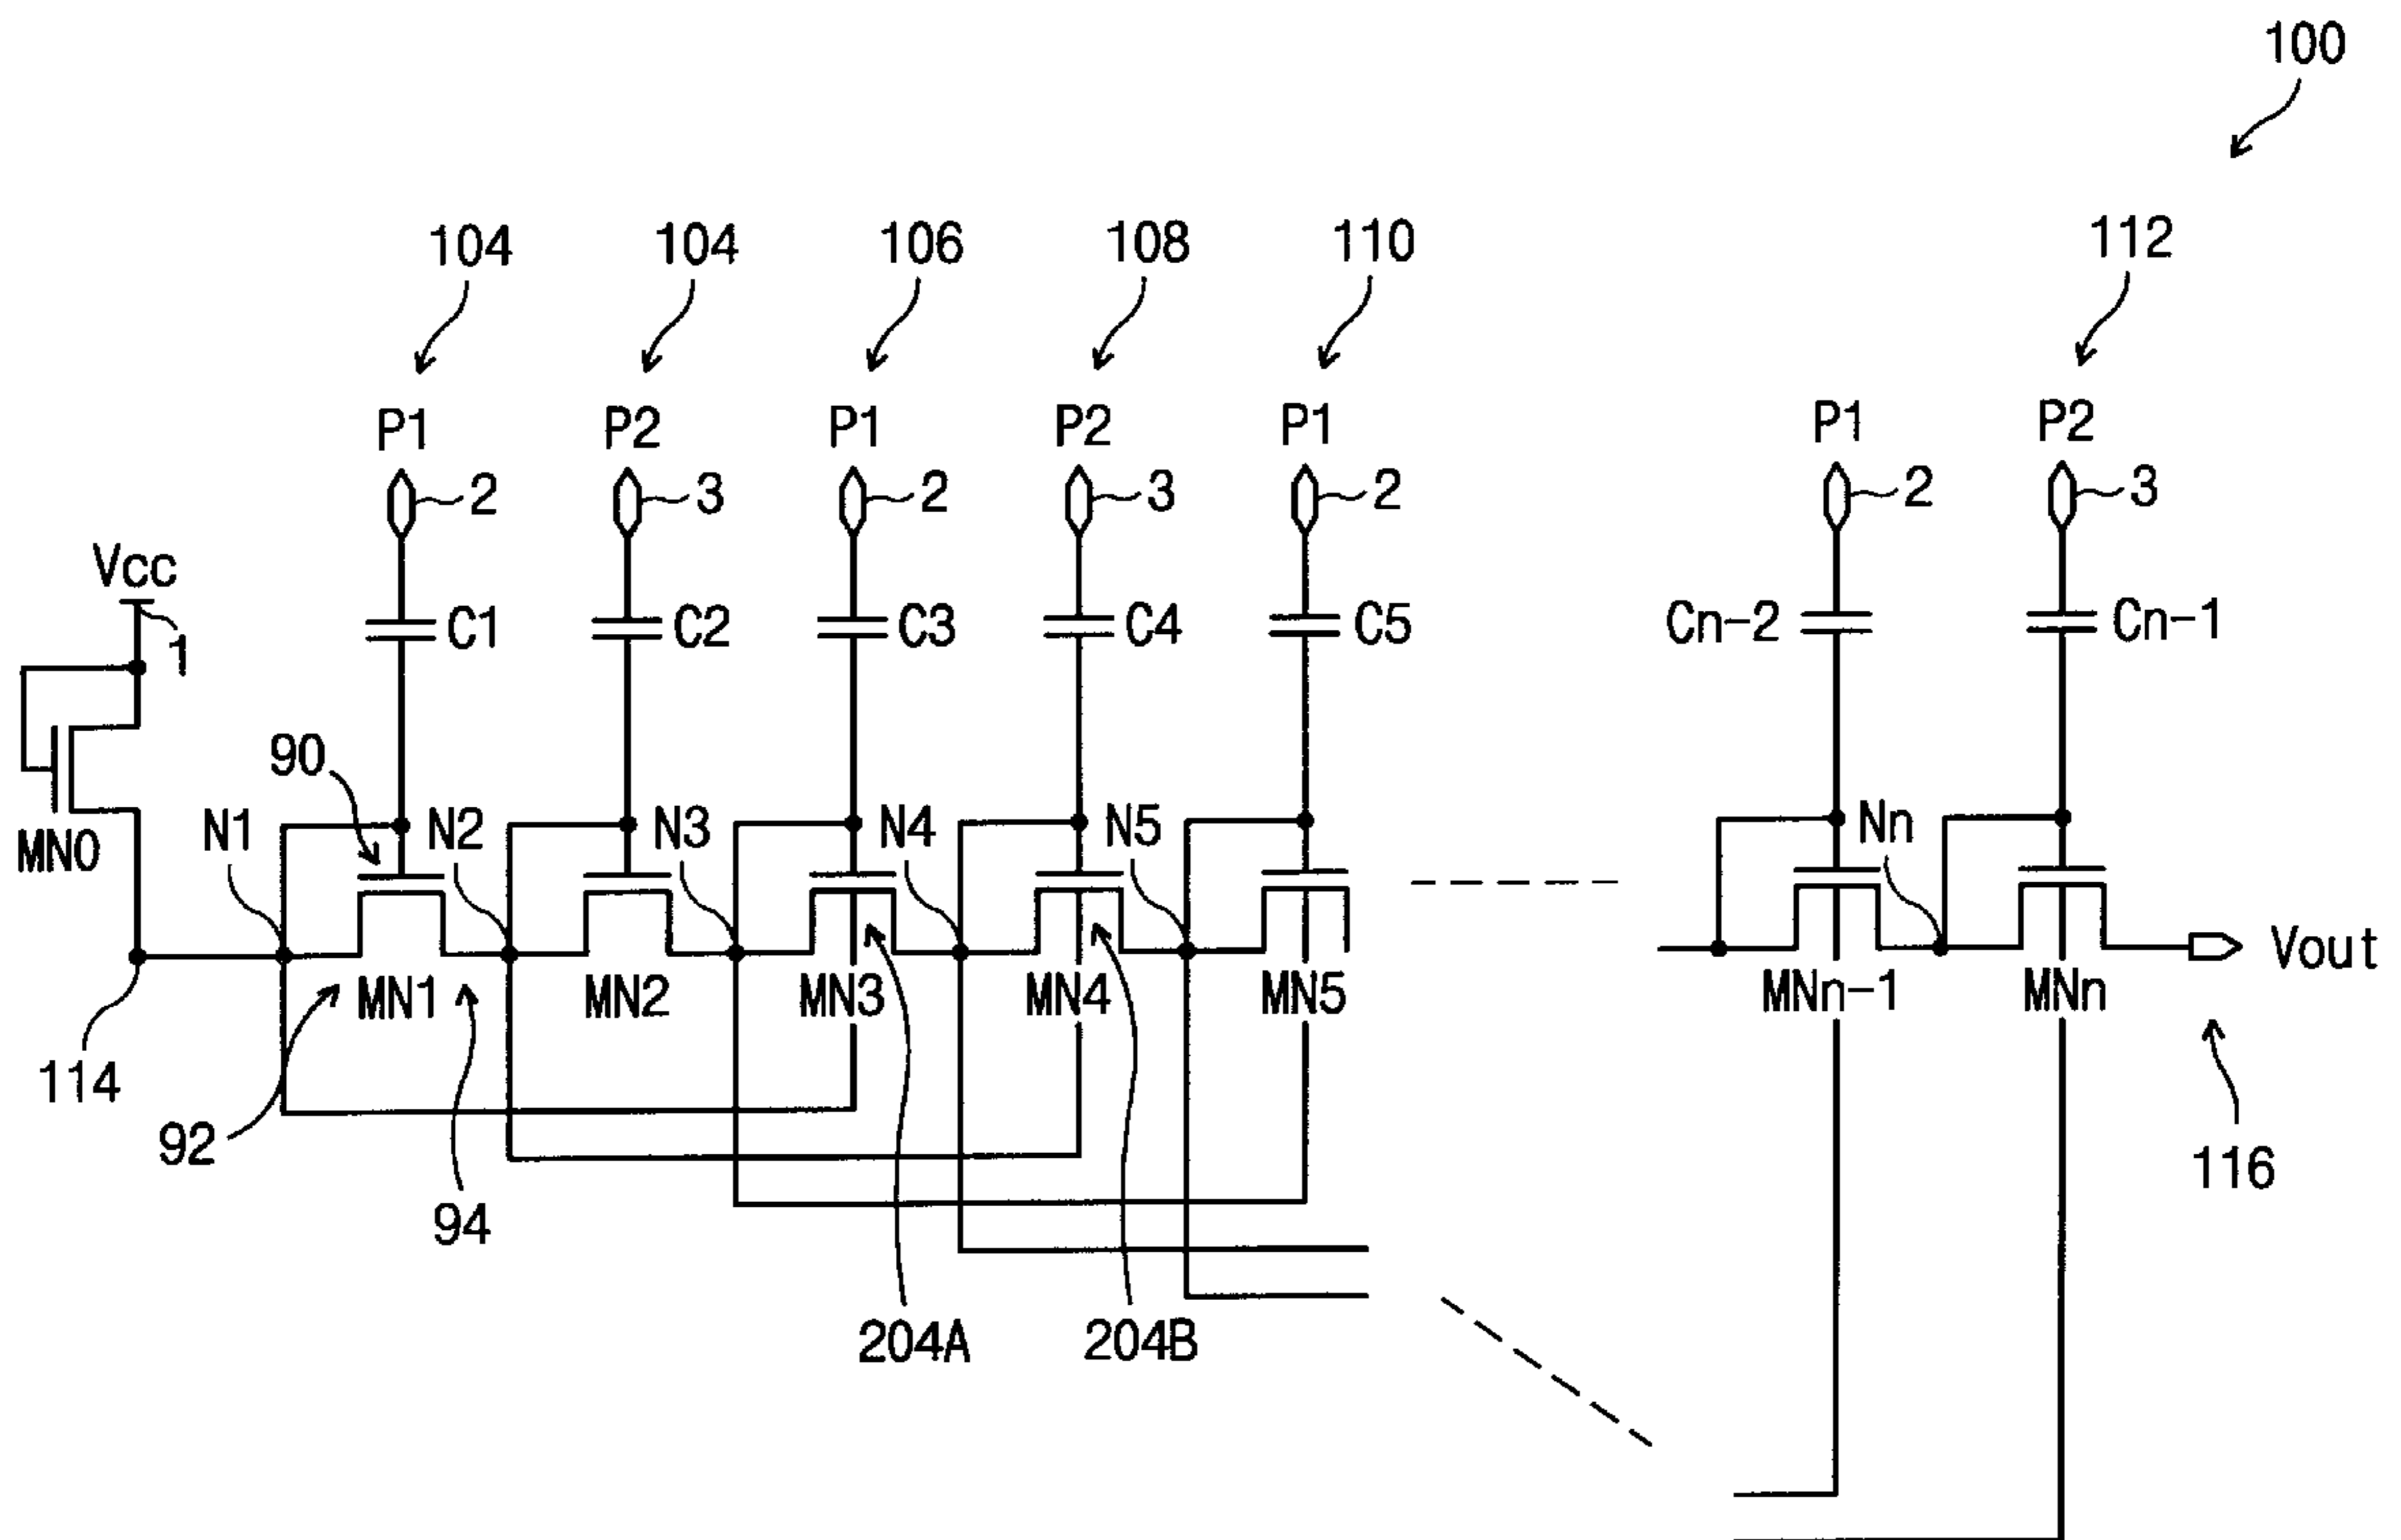 100
104 104 106 108 110 112
P1 P2 P1 P2 P1 P1 P2
2 3 2 3 2 2 3
Vcc
1
C1 C2 C3 C4 C5 Cn-2 Cn-1
90
N1 N2 N3 N4 N5 Nn
MN0
Vout
MN1 MN2 MN3 MN4 MN5 MNn-1 MNn
114
92
94
116
204A 204B